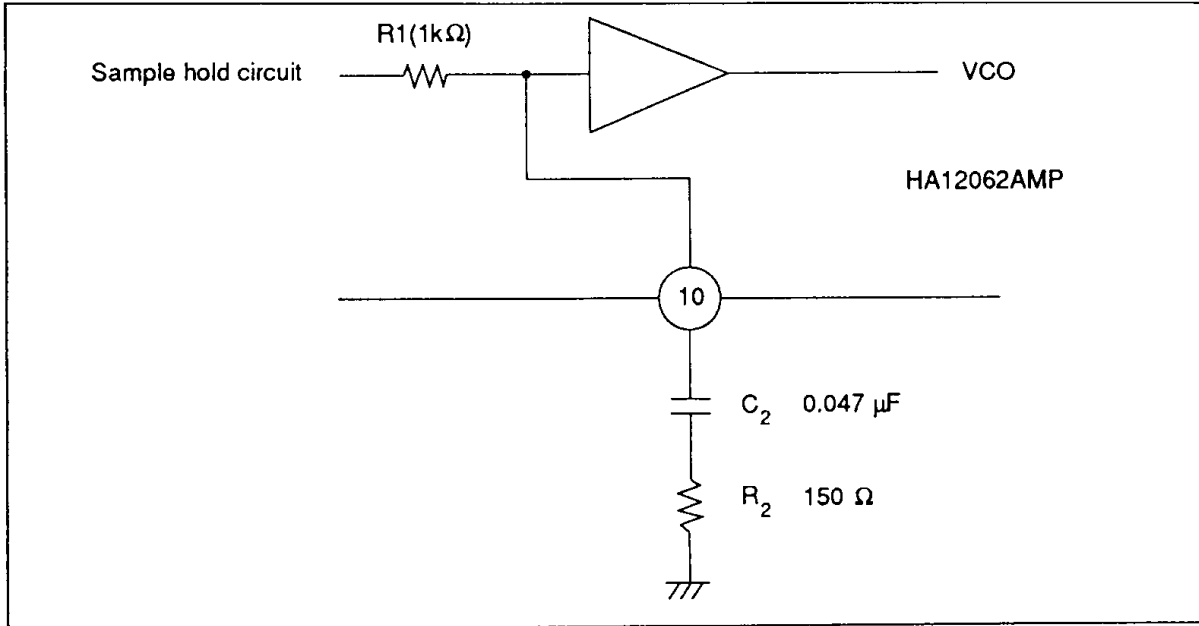 R1(1kΩ)
Sample hold circuit
VCO
HA12062AMP
10
C₂ 0.047 µF
R₂ 150 Ω